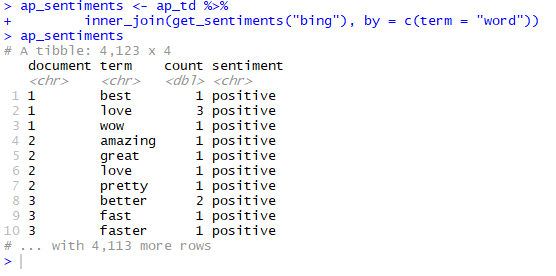 > ap_sentiments <- ap_td %>%
+ inner_join(get_sentiments("bing"), by = c(term = "word"))
> ap_sentiments
# A tibble: 4,123 x 4
document term count sentiment
<chr> <chr> <dbl> <chr>
1 1 best 1 positive
2 1 love 3 positive
3 1 wow 1 positive
4 2 amazing 1 positive
5 2 great 1 positive
6 2 love 1 positive
7 2 pretty 1 positive
8 3 better 2 positive
9 3 fast 1 positive
10 3 faster 1 positive
# ... with 4,113 more rows
>